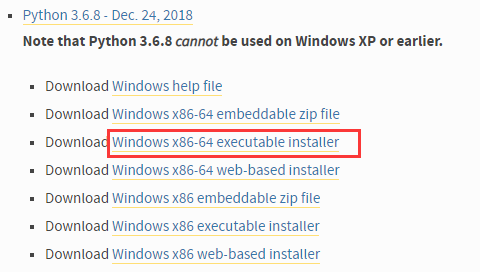 Python 3.6.8 - Dec. 24, 2018
Note that Python 3.6.8 cannot be used on Windows XP or earlier.
Download Windows help file
Download Windows x86-64 embeddable zip file
Download Windows x86-64 executable installer
Download Windows x86-64 web-based installer
Download Windows x86 embeddable zip file
Download Windows x86 executable installer
Download Windows x86 web-based installer